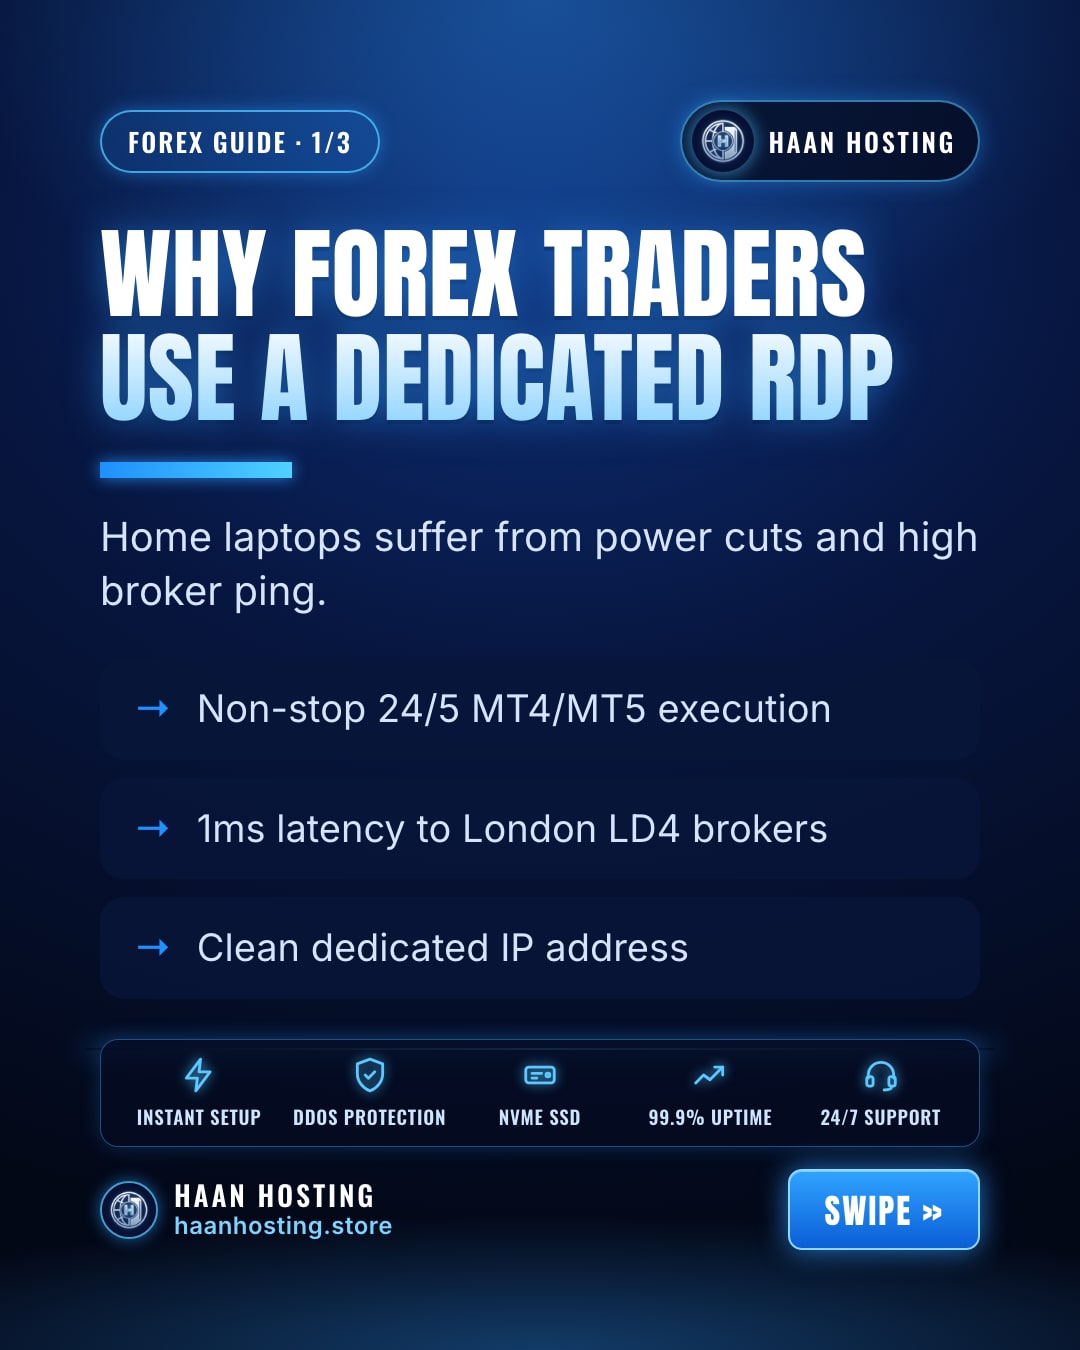 FOREX GUIDE · 1/3
HAAN HOSTING
WHY FOREX TRADERS
USE A DEDICATED RDP
Home laptops suffer from power cuts and high
broker ping.
→ Non-stop 24/5 MT4/MT5 execution
→ 1ms latency to London LD4 brokers
→ Clean dedicated IP address
INSTANT SETUP
DDOS PROTECTION
NVME SSD
99.9% UPTIME
24/7 SUPPORT
HAAN HOSTING
haanhosting.store
SWIPE »